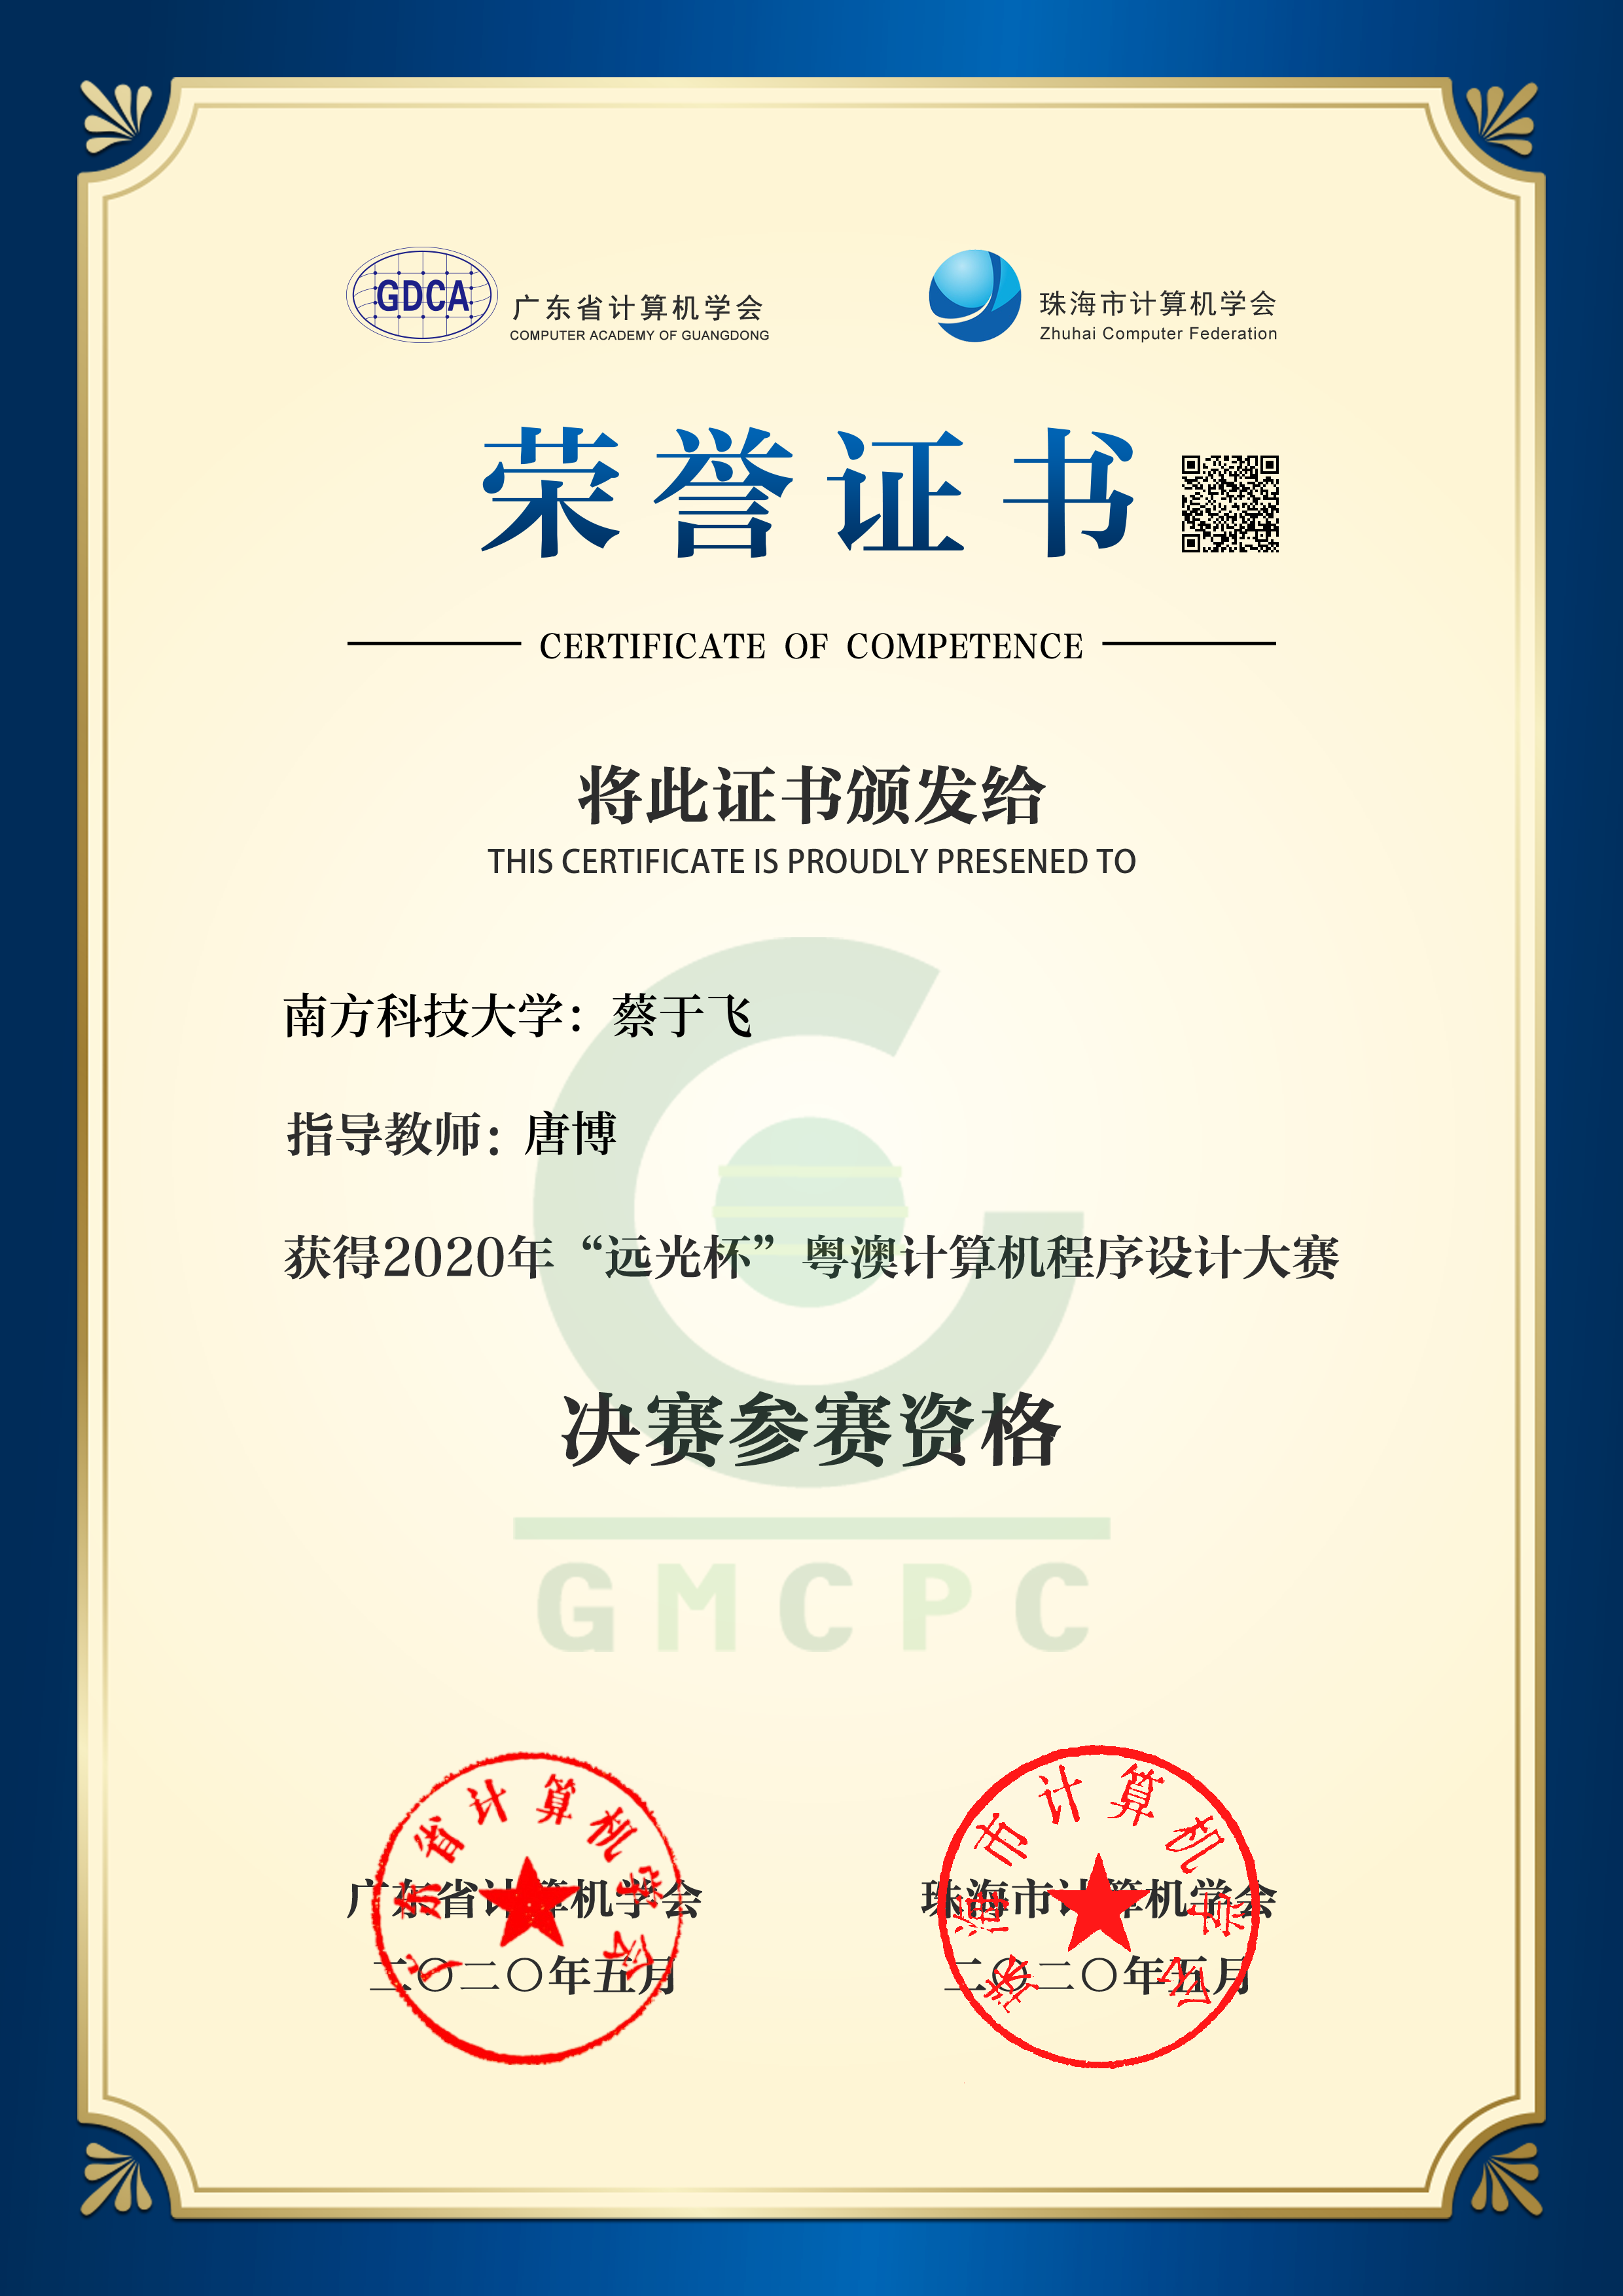 GDCA
广东省计算机学会
COMPUTER ACADEMY OF GUANGDONG
珠海市计算机学会
Zhuhai Computer Federation
荣誉证书
CERTIFICATE OF COMPETENCE
将此证书颁发给
THIS CERTIFICATE IS PROUDLY PRESENED TO
南方科技大学：蔡于飞
指导教师：唐博
获得2020年“远光杯”粤澳计算机程序设计大赛
决赛参赛资格
GMCPC
广东省计算机学会
广东省计算机学会
二〇二〇年五月
珠海市计算机学会
珠海市计算机学会
二〇二〇年五月